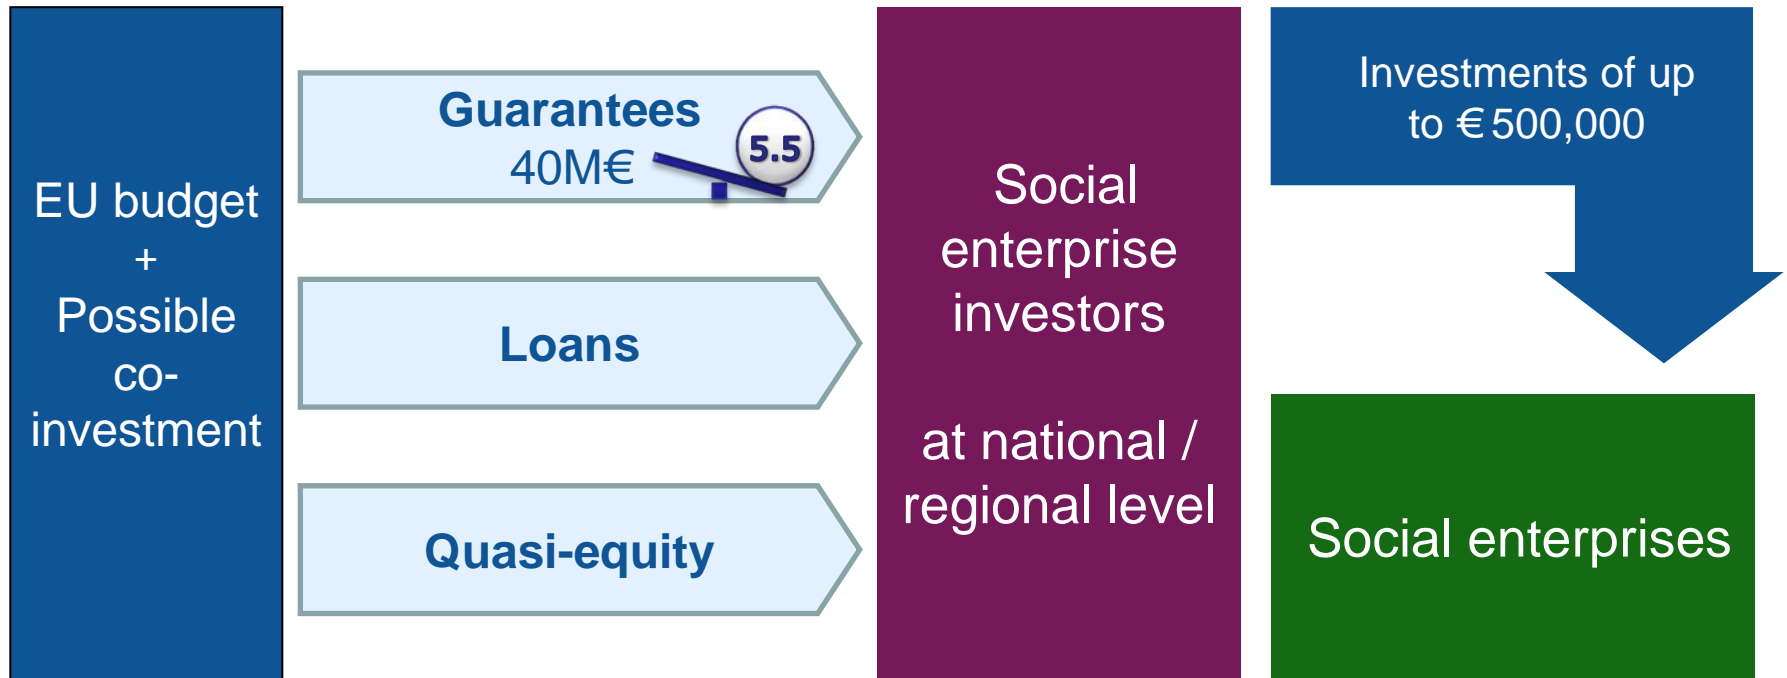 EU budget
+
Possible
co-
investment
Guarantees
40M€
5.5
Loans
Quasi-equity
Social
enterprise
investors
at national /
regional level
Investments of up
to €500,000
Social enterprises